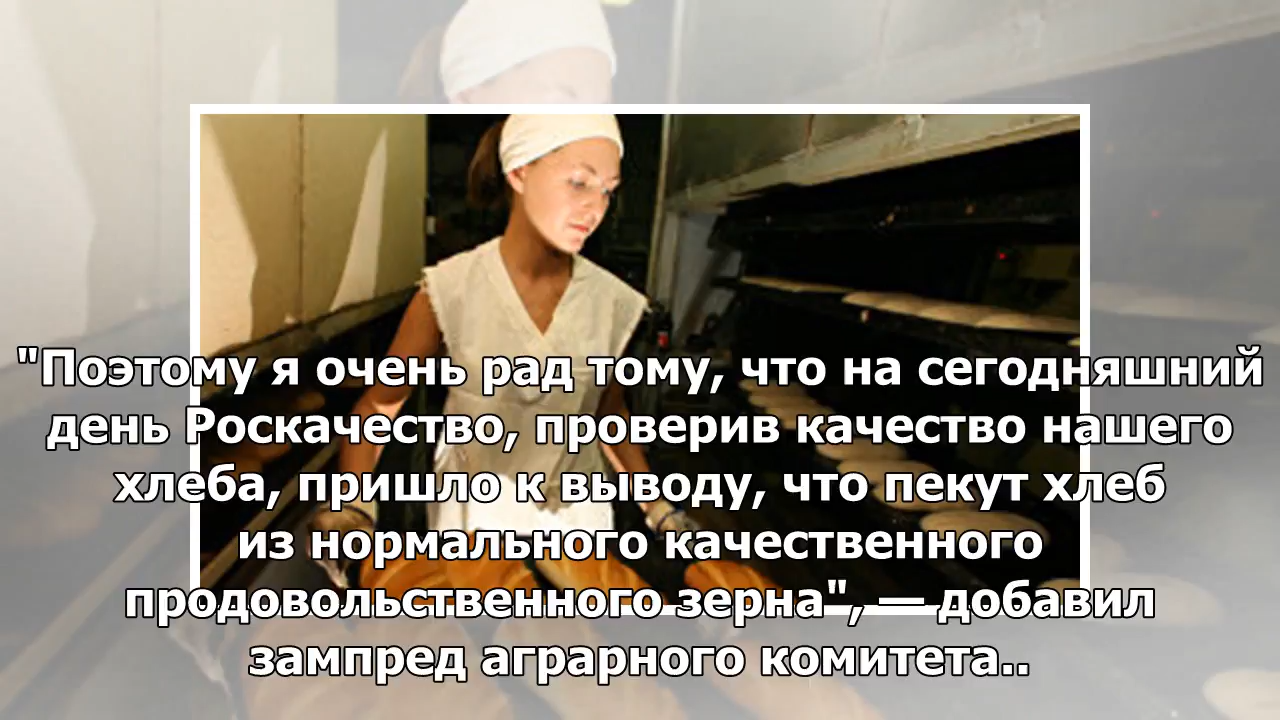 "Поэтому я очень рад тому, что на сегодняшний
день Роскачество, проверив качество нашего
хлеба, пришло к выводу, что пекут хлеб
из нормального качественного
продовольственного зерна", — добавил
зампред аграрного комитета..